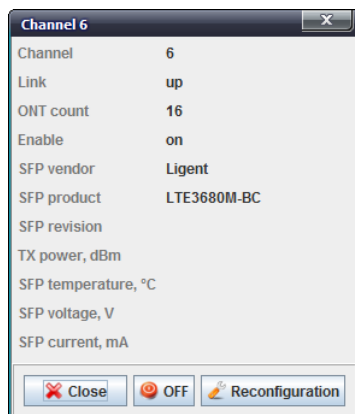 Channel 6
Channel 6
Link up
ONT count 16
Enable on
SFP vendor Ligent
SFP product LTE3680M-BC
SFP revision
TX power, dBm
SFP temperature, °C
SFP voltage, V
SFP current, mA
Close OFF Reconfiguration